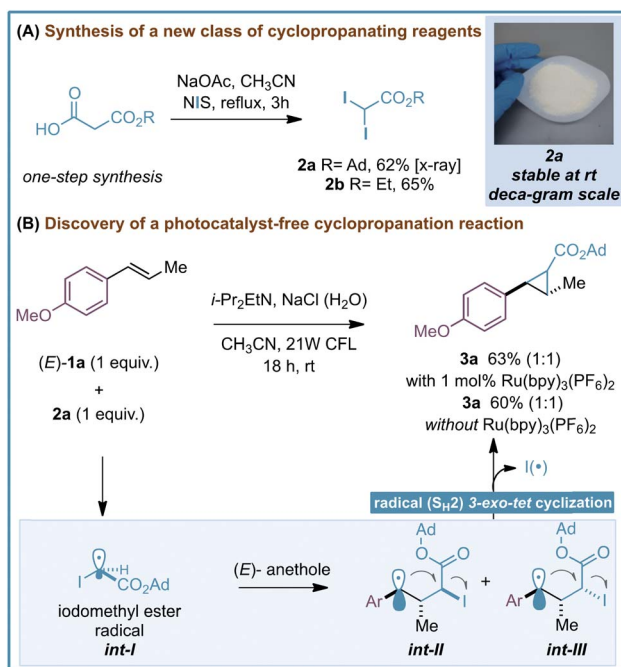 (A) Synthesis of a new class of cyclopropanating reagents
O
HO
CO₂R
NaOAc, CH₃CN
NIS, reflux, 3h
I
CO₂R
I
one-step synthesis
2a R= Ad, 62% [x-ray]
2b R= Et, 65%
2a
stable at rt
deca-gram scale
(B) Discovery of a photocatalyst-free cyclopropanation reaction
Me
MeO
(E)-1a (1 equiv.)
+
2a (1 equiv.)
i-Pr₂EtN, NaCl (H₂O)
CH₃CN, 21W CFL
18 h, rt
CO₂Ad
Me
MeO
3a 63% (1:1)
with 1 mol% Ru(bpy)₃(PF₆)₂
3a 60% (1:1)
without Ru(bpy)₃(PF₆)₂
I(•)
radical (SH2) 3-exo-tet cyclization
I
H
CO₂Ad
iodomethyl ester
radical
int-I
(E)- anethole
Ad
O
O
Ar
I
Me
int-II
+
Ad
O
O
Ar
I
Me
int-III